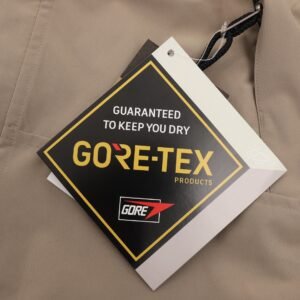 GUARANTEED
TO KEEP YOU DRY
GORE-TEX
PRODUCTS
GORE